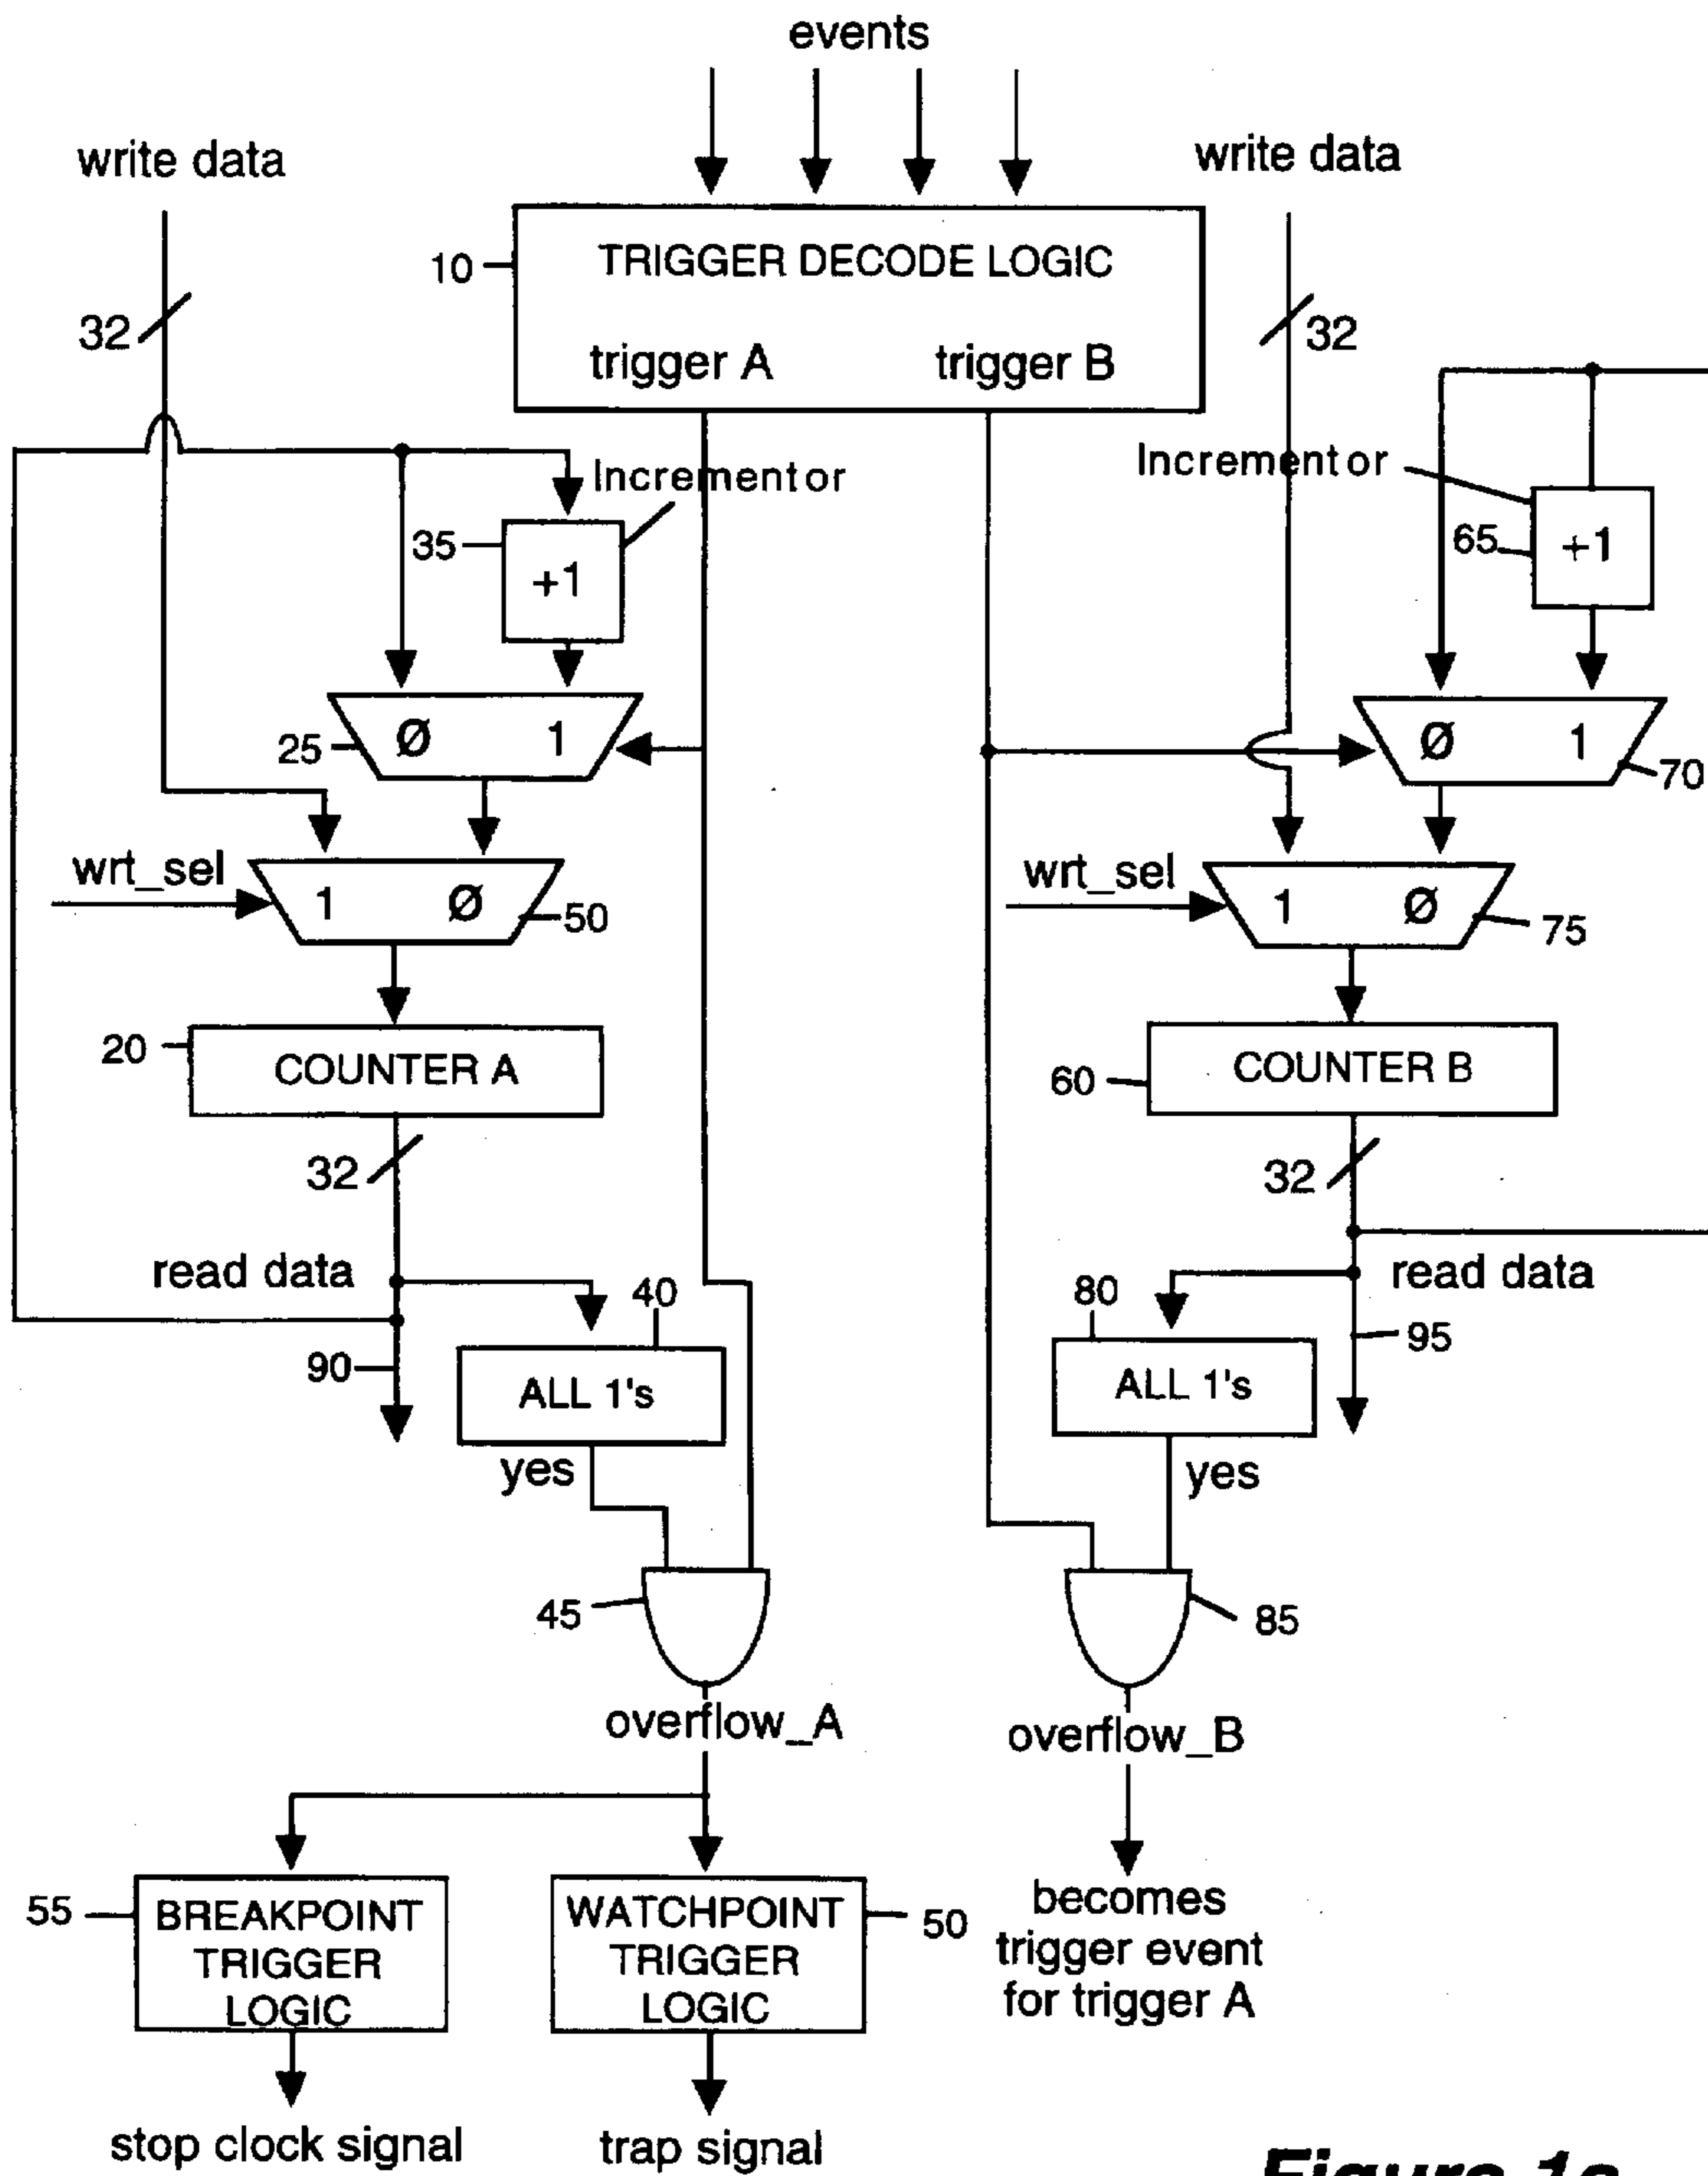 events
write data
write data
10
TRIGGER DECODE LOGIC
32
32
trigger A
trigger B
Incrementor
Incrementor
35
+1
65
+1
25
Ø 1
Ø 1
70
wrt_sel
1 Ø
50
wrt_sel
1 Ø
75
20
COUNTER A
60
COUNTER B
32
32
read data
read data
40
80
90
95
ALL 1's
ALL 1's
yes
yes
45
85
overflow_A
overflow_B
55
BREAKPOINT
TRIGGER
LOGIC
WATCHPOINT
TRIGGER
LOGIC
50
becomes
trigger event
for trigger A
stop clock signal
trap signal